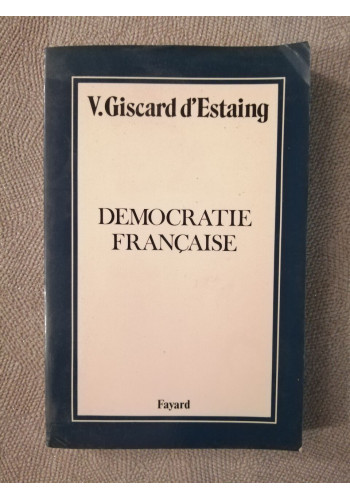 V.Giscard d'Estaing
DEMOCRATIE
FRANÇAISE
Fayard